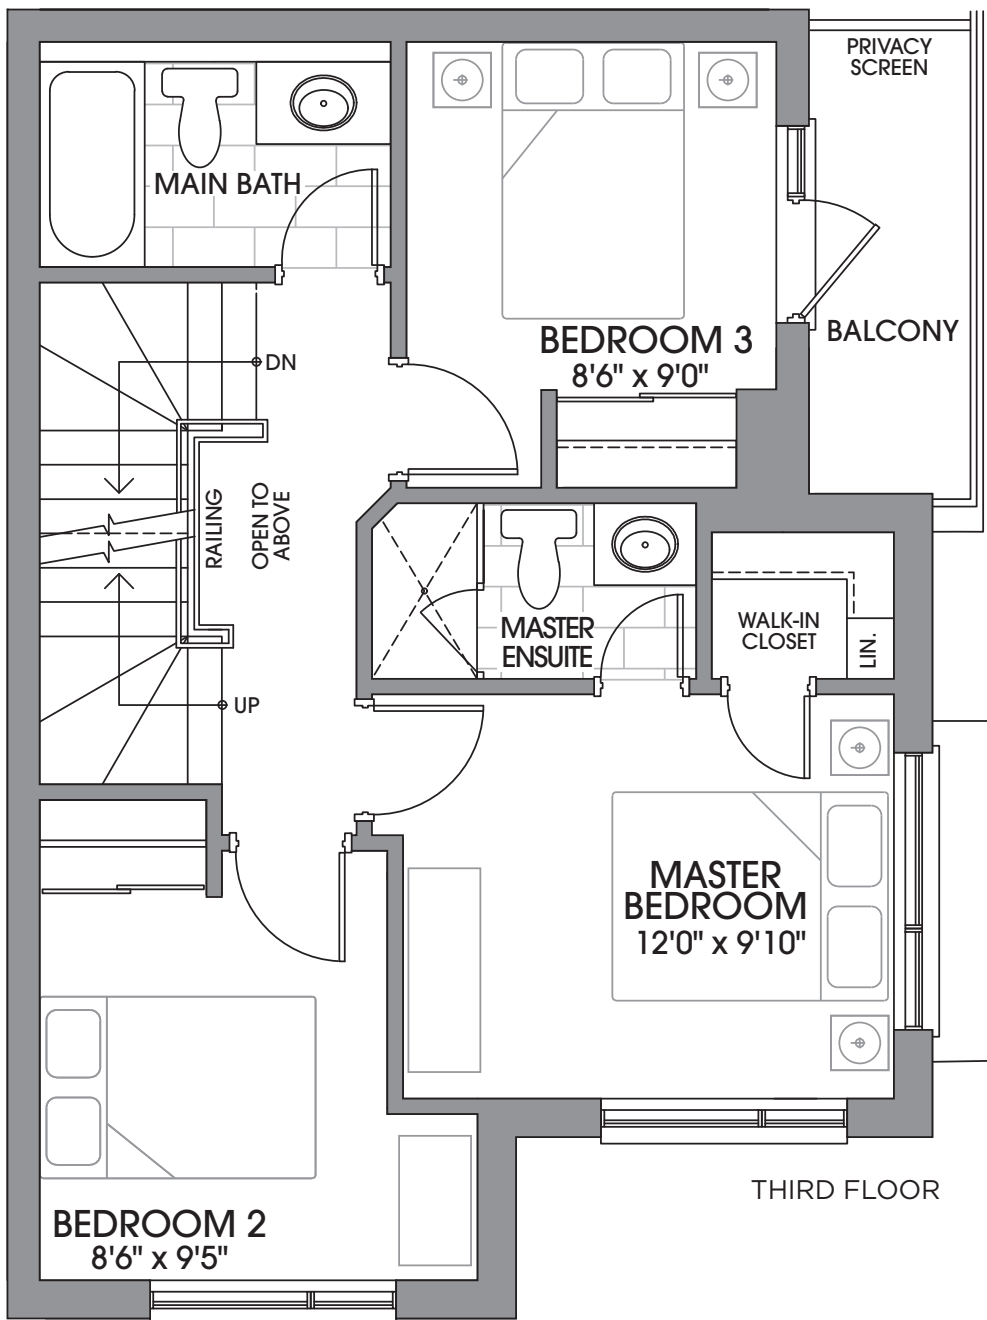 PRIVACY
SCREEN
MAIN BATH
BEDROOM 3
8'6" x 9'0"
BALCONY
DN
RAILING
OPEN TO
ABOVE
MASTER
ENSUITE
WALK-IN
CLOSET
LIN.
UP
MASTER
BEDROOM
12'0" x 9'10"
THIRD FLOOR
BEDROOM 2
8'6" x 9'5"